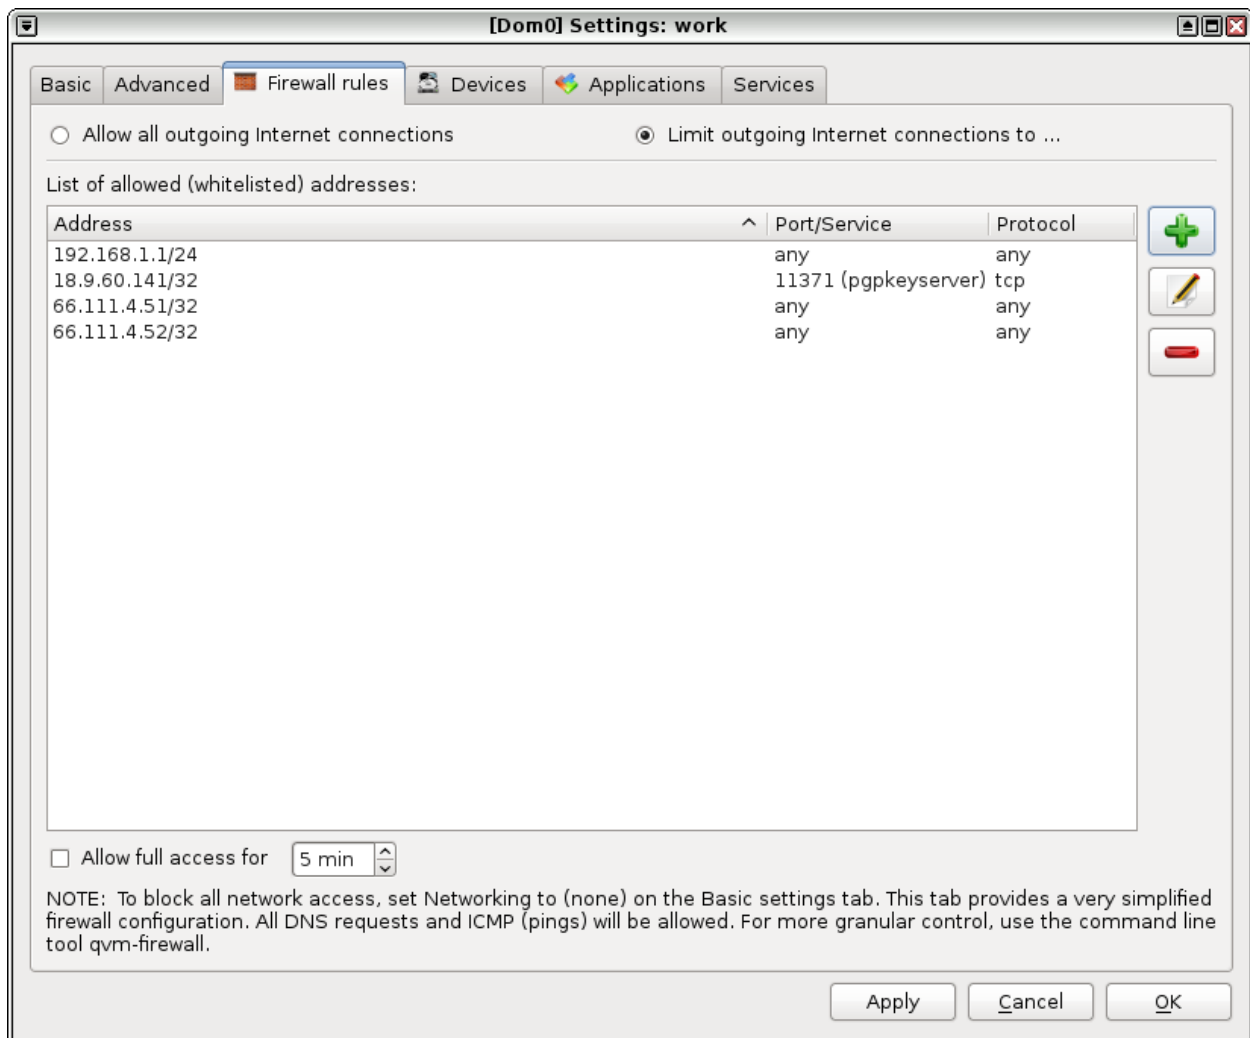 [Dom0] Settings: work
Basic Advanced Firewall rules Devices Applications Services
Allow all outgoing Internet connections Limit outgoing Internet connections to ...
List of allowed (whitelisted) addresses:
Address Port/Service Protocol
192.168.1.1/24 any any
18.9.60.141/32 11371 (pgpkeyserver) tcp
66.111.4.51/32 any any
66.111.4.52/32 any any
Allow full access for 5 min
NOTE: To block all network access, set Networking to (none) on the Basic settings tab. This tab provides a very simplified
firewall configuration. All DNS requests and ICMP (pings) will be allowed. For more granular control, use the command line
tool qvm-firewall.
Apply Cancel OK